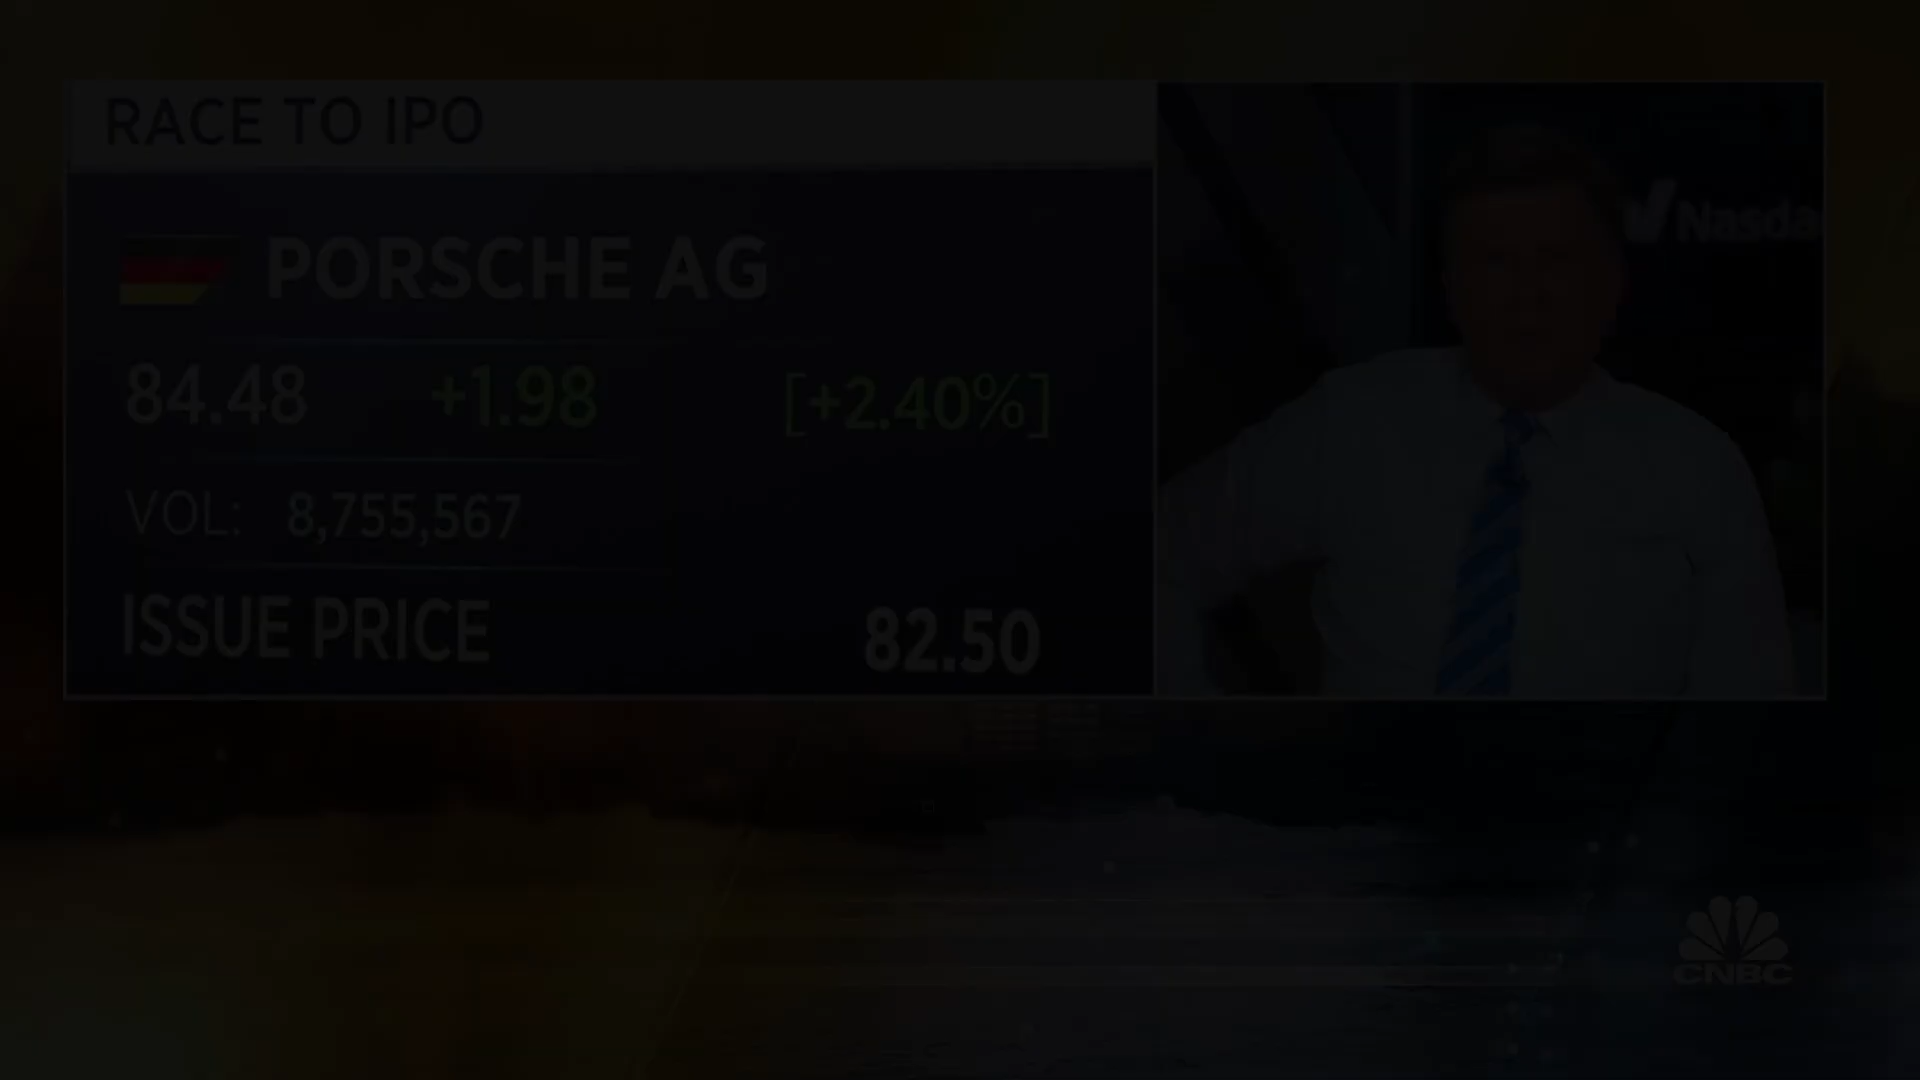 RACE TO IPO
PORSCHE AG
84.48 +1.98 [+2.40%]
VOL: 8,755,567
ISSUE PRICE 82.50
Nasda
CNBC